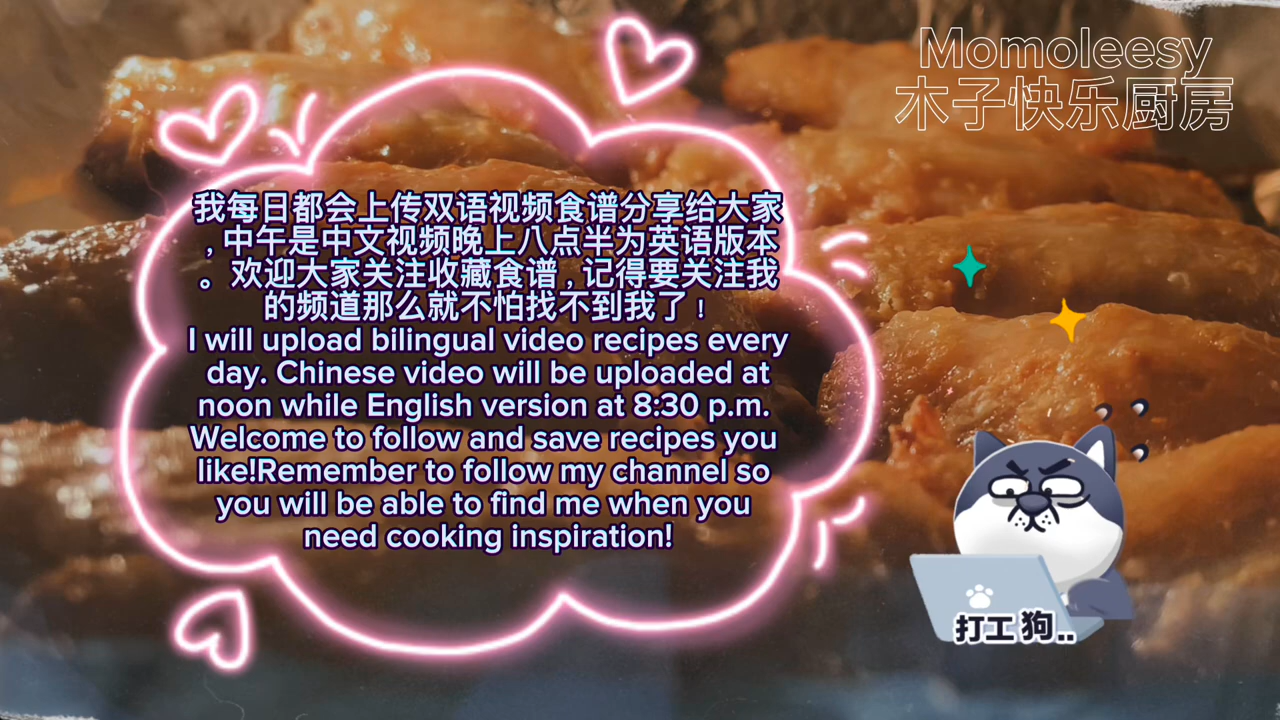 Momoleesy
木子快乐厨房
我每日都会上传双语视频食谱分享给大家
，中午是中文视频晚上八点半为英语版本
。欢迎大家关注收藏食谱，记得要关注我
的频道那么就不怕找不到我了！
I will upload bilingual video recipes every
day. Chinese video will be uploaded at
noon while English version at 8:30 p.m.
Welcome to follow and save recipes you
like!Remember to follow my channel so
you will be able to find me when you
need cooking inspiration!
打工狗..